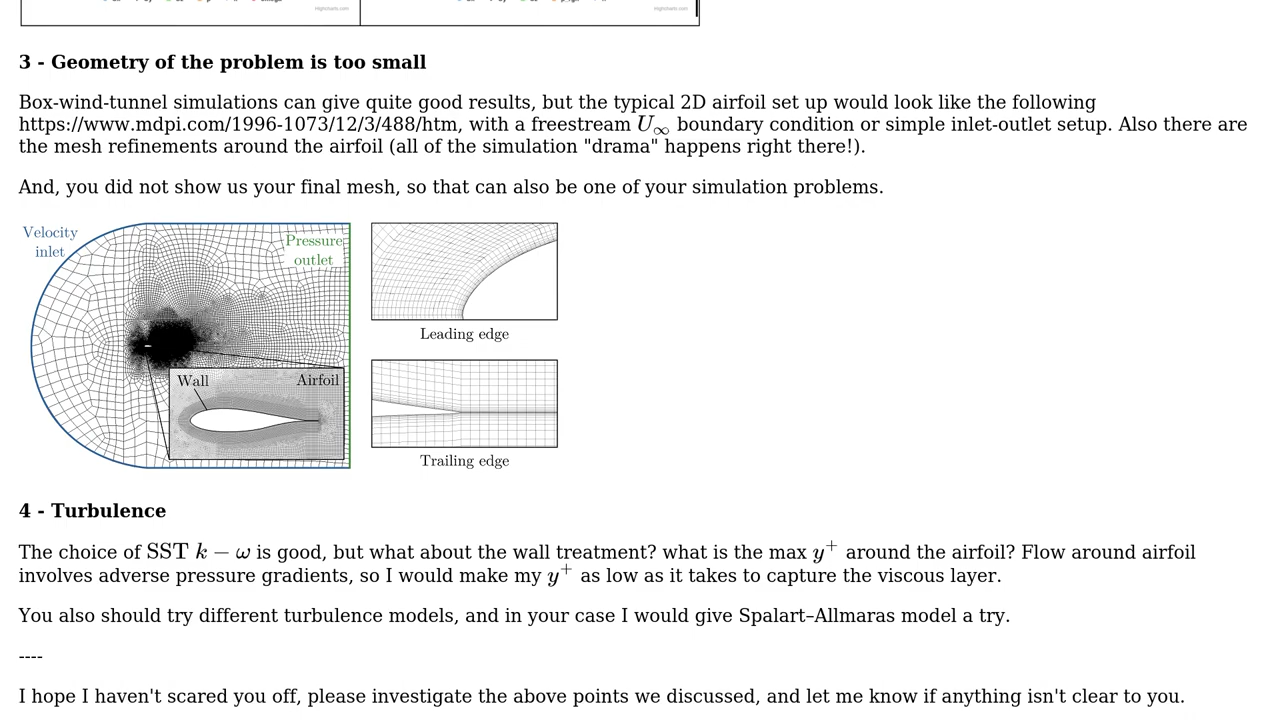 Highcharts.com
Highcharts.com
3 - Geometry of the problem is too small
Box-wind-tunnel simulations can give quite good results, but the typical 2D airfoil set up would look like the following
https://www.mdpi.com/1996-1073/12/3/488/htm, with a freestream U∞ boundary condition or simple inlet-outlet setup. Also there are
the mesh refinements around the airfoil (all of the simulation "drama" happens right there!).
And, you did not show us your final mesh, so that can also be one of your simulation problems.
Velocity
inlet
Pressure
outlet
Wall
Airfoil
Leading edge
Trailing edge
4 - Turbulence
The choice of SST k − ω is good, but what about the wall treatment? what is the max y⁺ around the airfoil? Flow around airfoil
involves adverse pressure gradients, so I would make my y⁺ as low as it takes to capture the viscous layer.
You also should try different turbulence models, and in your case I would give Spalart–Allmaras model a try.
----
I hope I haven't scared you off, please investigate the above points we discussed, and let me know if anything isn't clear to you.